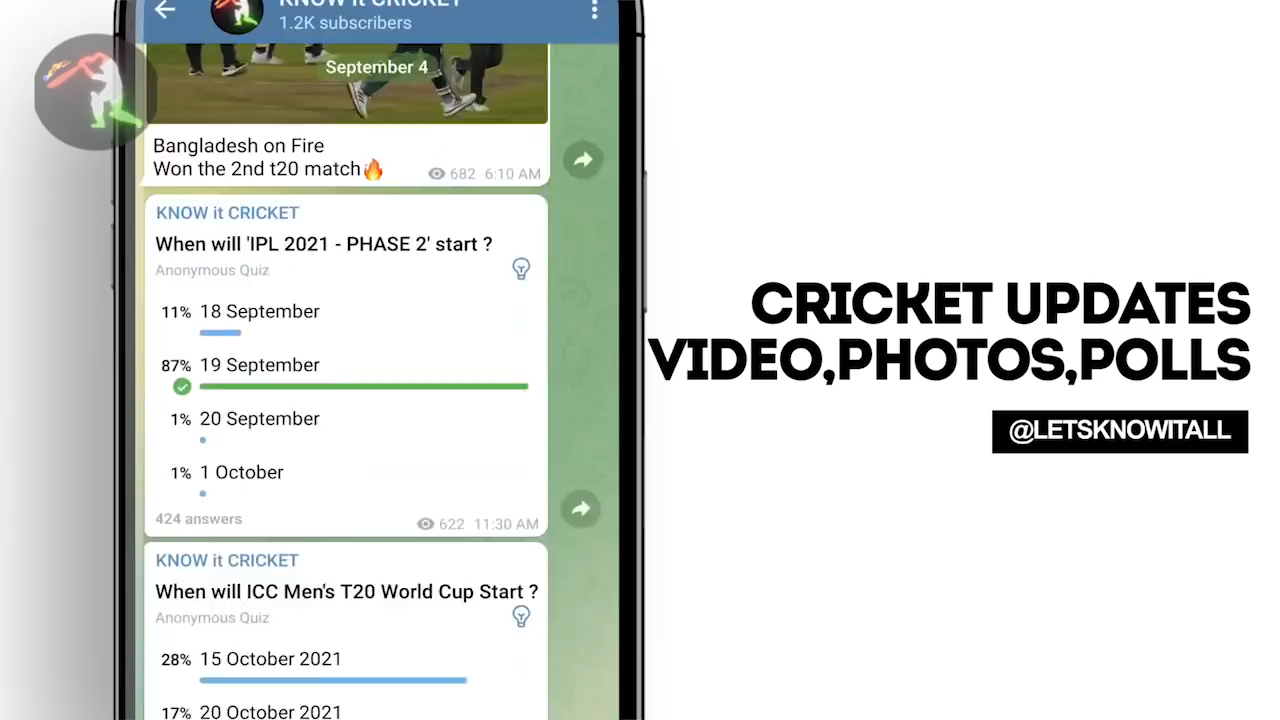 KNOW it CRICKET
1.2K subscribers
September 4
Bangladesh on Fire
Won the 2nd t20 match🔥
682 6:10 AM
KNOW it CRICKET
When will 'IPL 2021 - PHASE 2' start ?
Anonymous Quiz
11% 18 September
87% 19 September
1% 20 September
1% 1 October
424 answers
622 11:30 AM
KNOW it CRICKET
When will ICC Men's T20 World Cup Start ?
Anonymous Quiz
28% 15 October 2021
17% 20 October 2021
CRICKET UPDATES
VIDEO,PHOTOS,POLLS
@LETSKNOWITALL